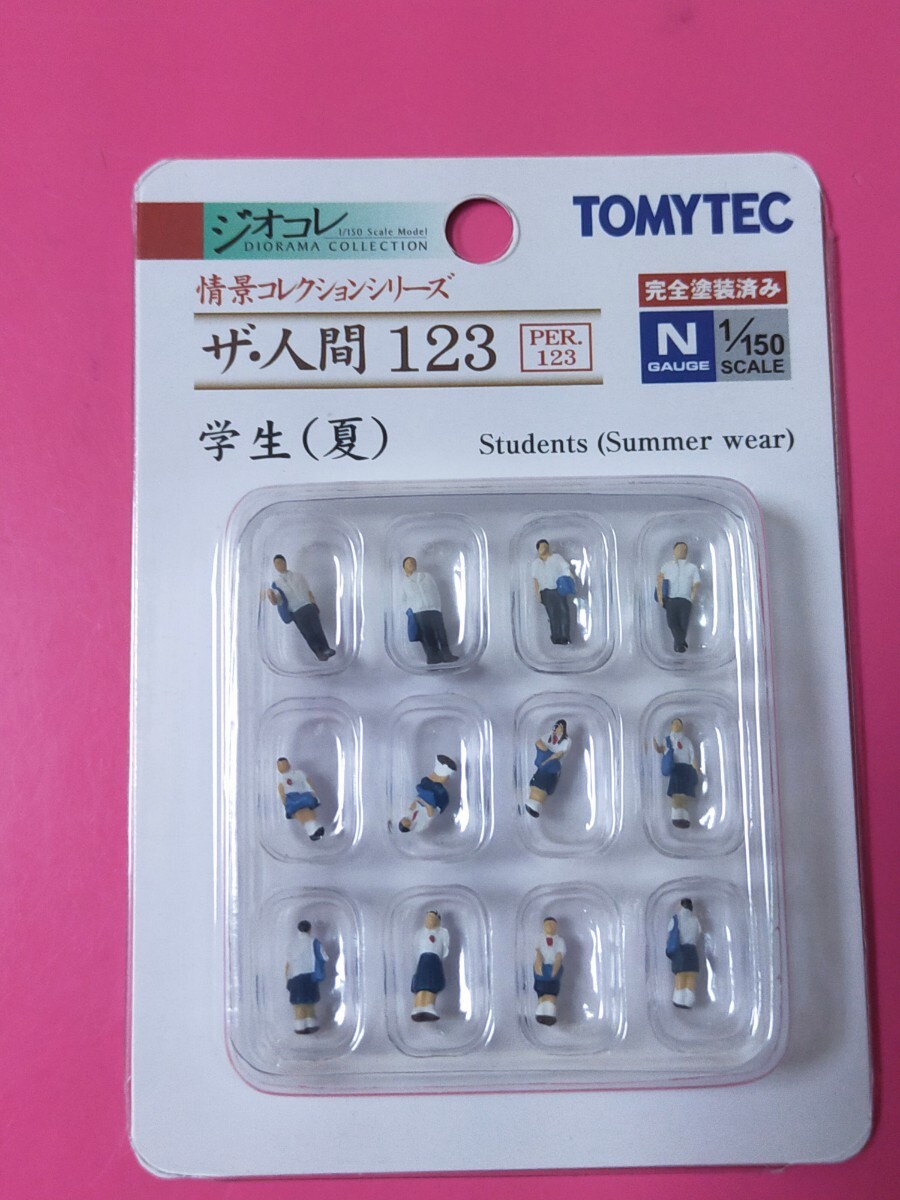 ジオコレ
1/150 Scale Model
DIORAMA COLLECTION
TOMYTEC
情景コレクションシリーズ
完全塗装済み
ザ・人間 123
PER.
123
N
GAUGE
1/150
SCALE
学生(夏)
Students (Summer wear)